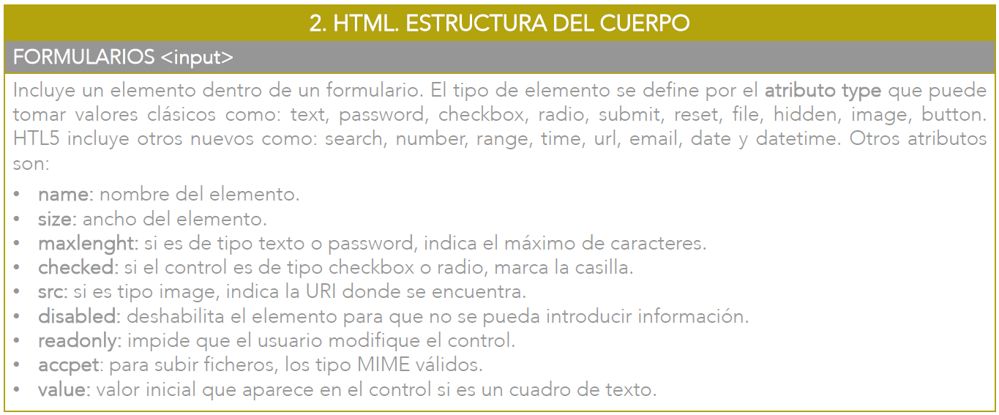 2. HTML. ESTRUCTURA DEL CUERPO
FORMULARIOS <input>
Incluye un elemento dentro de un formulario. El tipo de elemento se define por el atributo type que puede
tomar valores clásicos como: text, password, checkbox, radio, submit, reset, file, hidden, image, button.
HTL5 incluye otros nuevos como: search, number, range, time, url, email, date y datetime. Otros atributos
son:
• name: nombre del elemento.
• size: ancho del elemento.
• maxlenght: si es de tipo texto o password, indica el máximo de caracteres.
• checked: si el control es de tipo checkbox o radio, marca la casilla.
• src: si es tipo image, indica la URI donde se encuentra.
• disabled: deshabilita el elemento para que no se pueda introducir información.
• readonly: impide que el usuario modifique el control.
• accpet: para subir ficheros, los tipo MIME válidos.
• value: valor inicial que aparece en el control si es un cuadro de texto.